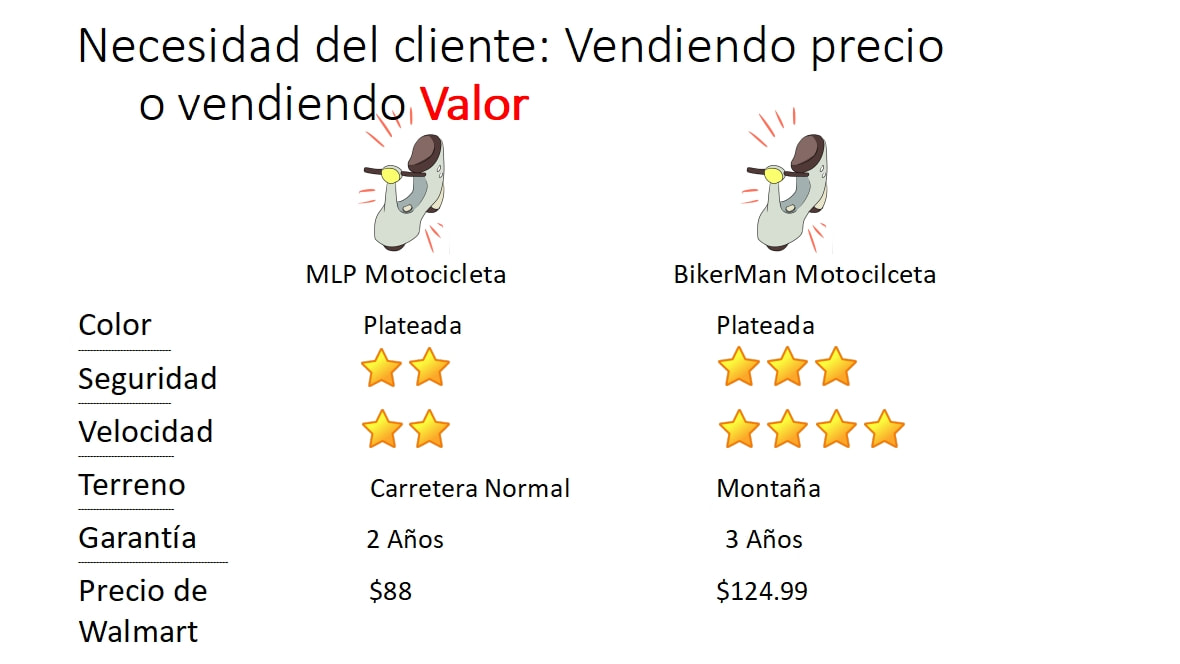 Necesidad del cliente: Vendiendo precio
o vendiendo Valor
MLP Motocicleta BikerMan Motocilceta
Color Plateada Plateada
Seguridad
Velocidad
Terreno Carretera Normal Montaña
Garantía 2 Años 3 Años
Precio de $88 $124.99
Walmart